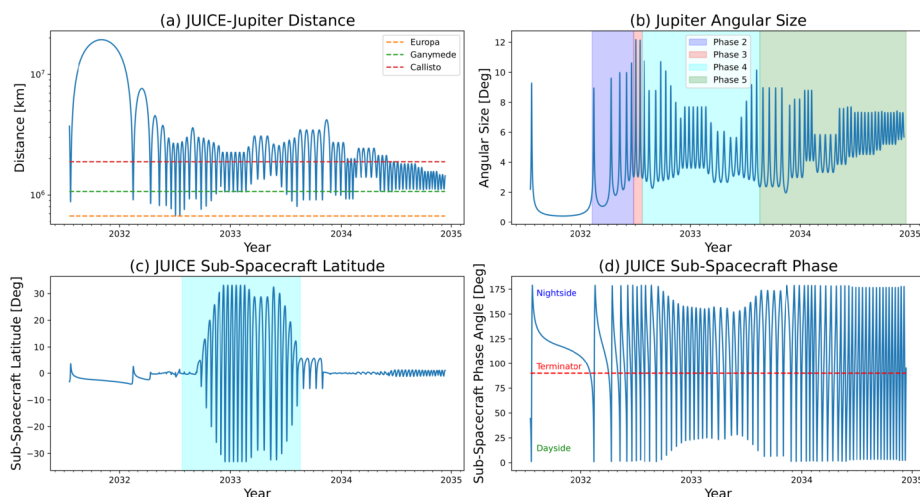 (a) JUICE-Jupiter Distance
Distance [km]
10⁷
10⁶
Europa
Ganymede
Callisto
2032
2033
2034
2035
Year
(b) Jupiter Angular Size
Angular Size [Deg]
12
10
8
6
4
2
0
Phase 2
Phase 3
Phase 4
Phase 5
2032
2033
2034
2035
Year
(c) JUICE Sub-Spacecraft Latitude
Sub-Spacecraft Latitude [Deg]
30
20
10
0
−10
−20
−30
2032
2033
2034
2035
Year
(d) JUICE Sub-Spacecraft Phase
Sub-Spacecraft Phase Angle [Deg]
175
150
125
100
75
50
25
0
Nightside
Terminator
Dayside
2032
2033
2034
2035
Year